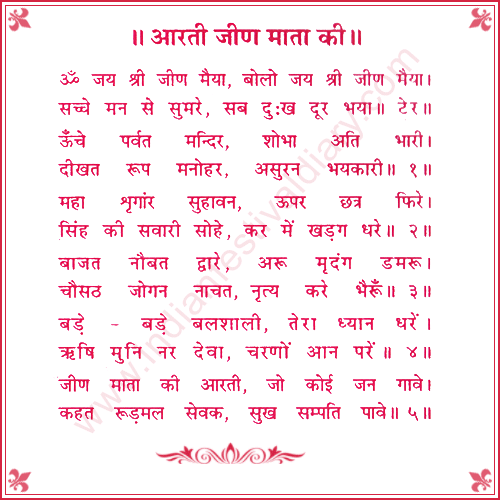 ॥ आरती जीण माता की॥
ॐ जय श्री जीण मैया, बोलो जय श्री जीण मैया।
सच्चे मन से सुमरे, सब दुःख दूर भया॥ टेर॥
ऊँचे पर्वत मन्दिर, शोभा अति भारी।
दीखत रूप मनोहर, असुरन भयकारी॥ १॥
महा श्रृगांर सुहावन, ऊपर छत्र फिरे।
सिंह की सवारी सोहे, कर में खड़ग धरे॥ २॥
बाजत नौबत द्वारे, अरू मृदंग डमरू।
चौसठ जोगन नाचत, नृत्य करे भैरूँ॥ ३॥
बड़े - बड़े बलशाली, तेरा ध्यान धरें।
ऋषि मुनि नर देवा, चरणों आन परें॥ ४॥
जीण माता की आरती, जो कोई जन गावे।
कहत रूड़मल सेवक, सुख सम्पति पावे॥ ५॥
www.indianfestivaldiary.com